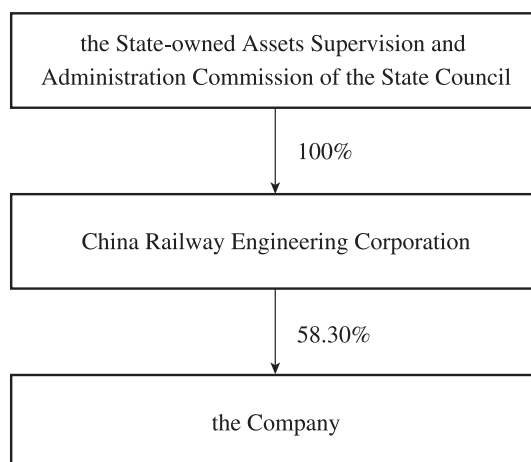 the State-owned Assets Supervision and
Administration Commission of the State Council
100%
China Railway Engineering Corporation
58.30%
the Company